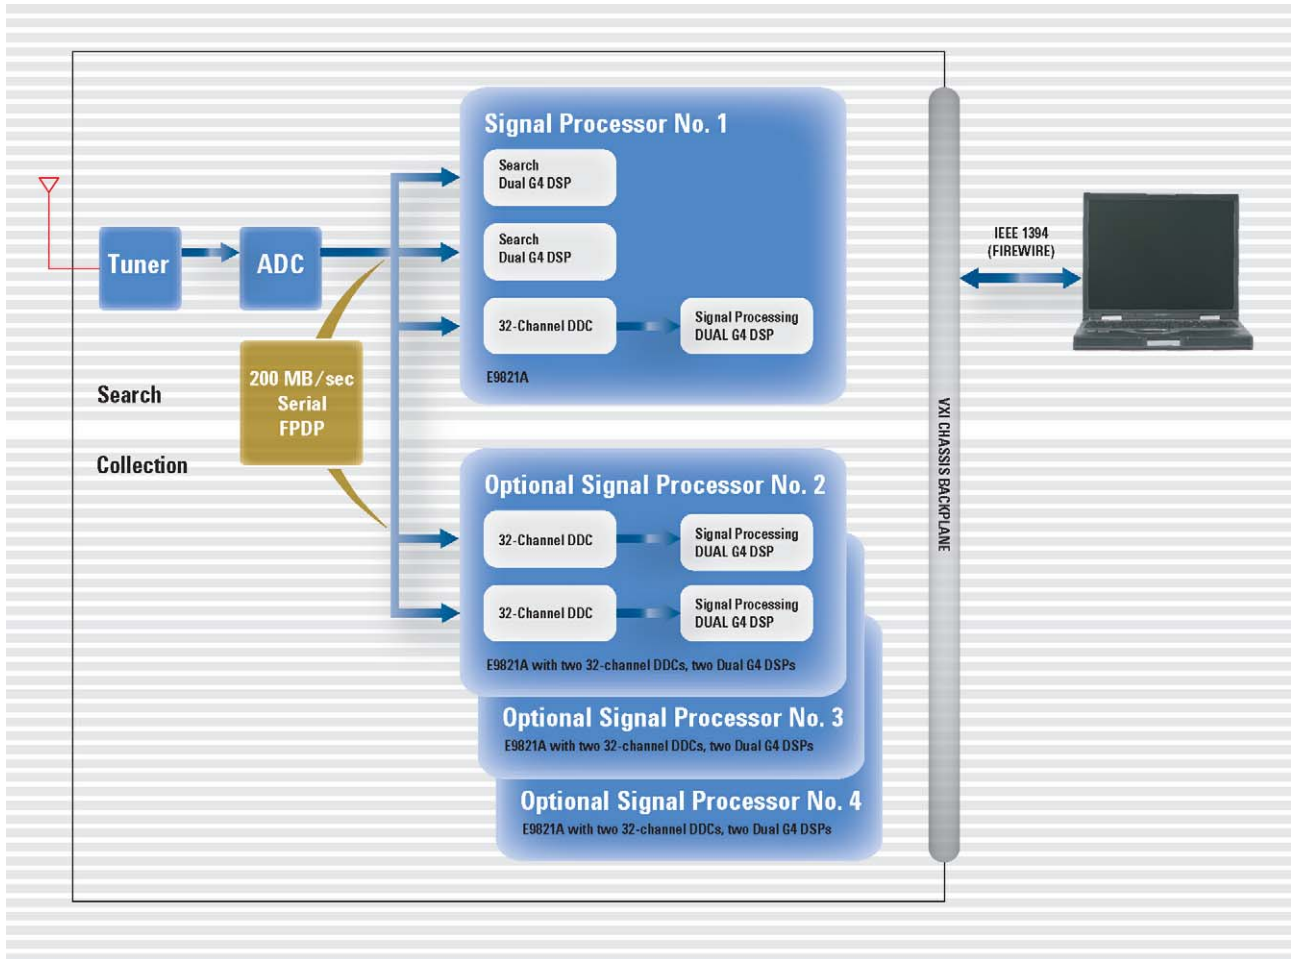 Signal Processor No. 1
Search
Dual G4 DSP
Search
Dual G4 DSP
32-Channel DDC
Signal Processing
DUAL G4 DSP
E9821A
Tuner
ADC
200 MB/sec
Serial
FPDP
Search
Collection
Optional Signal Processor No. 2
32-Channel DDC
Signal Processing
DUAL G4 DSP
32-Channel DDC
Signal Processing
DUAL G4 DSP
E9821A with two 32-channel DDCs, two Dual G4 DSPs
Optional Signal Processor No. 3
E9821A with two 32-channel DDCs, two Dual G4 DSPs
Optional Signal Processor No. 4
E9821A with two 32-channel DDCs, two Dual G4 DSPs
VXI CHASSIS BACKPLANE
IEEE 1394
(FIREWIRE)